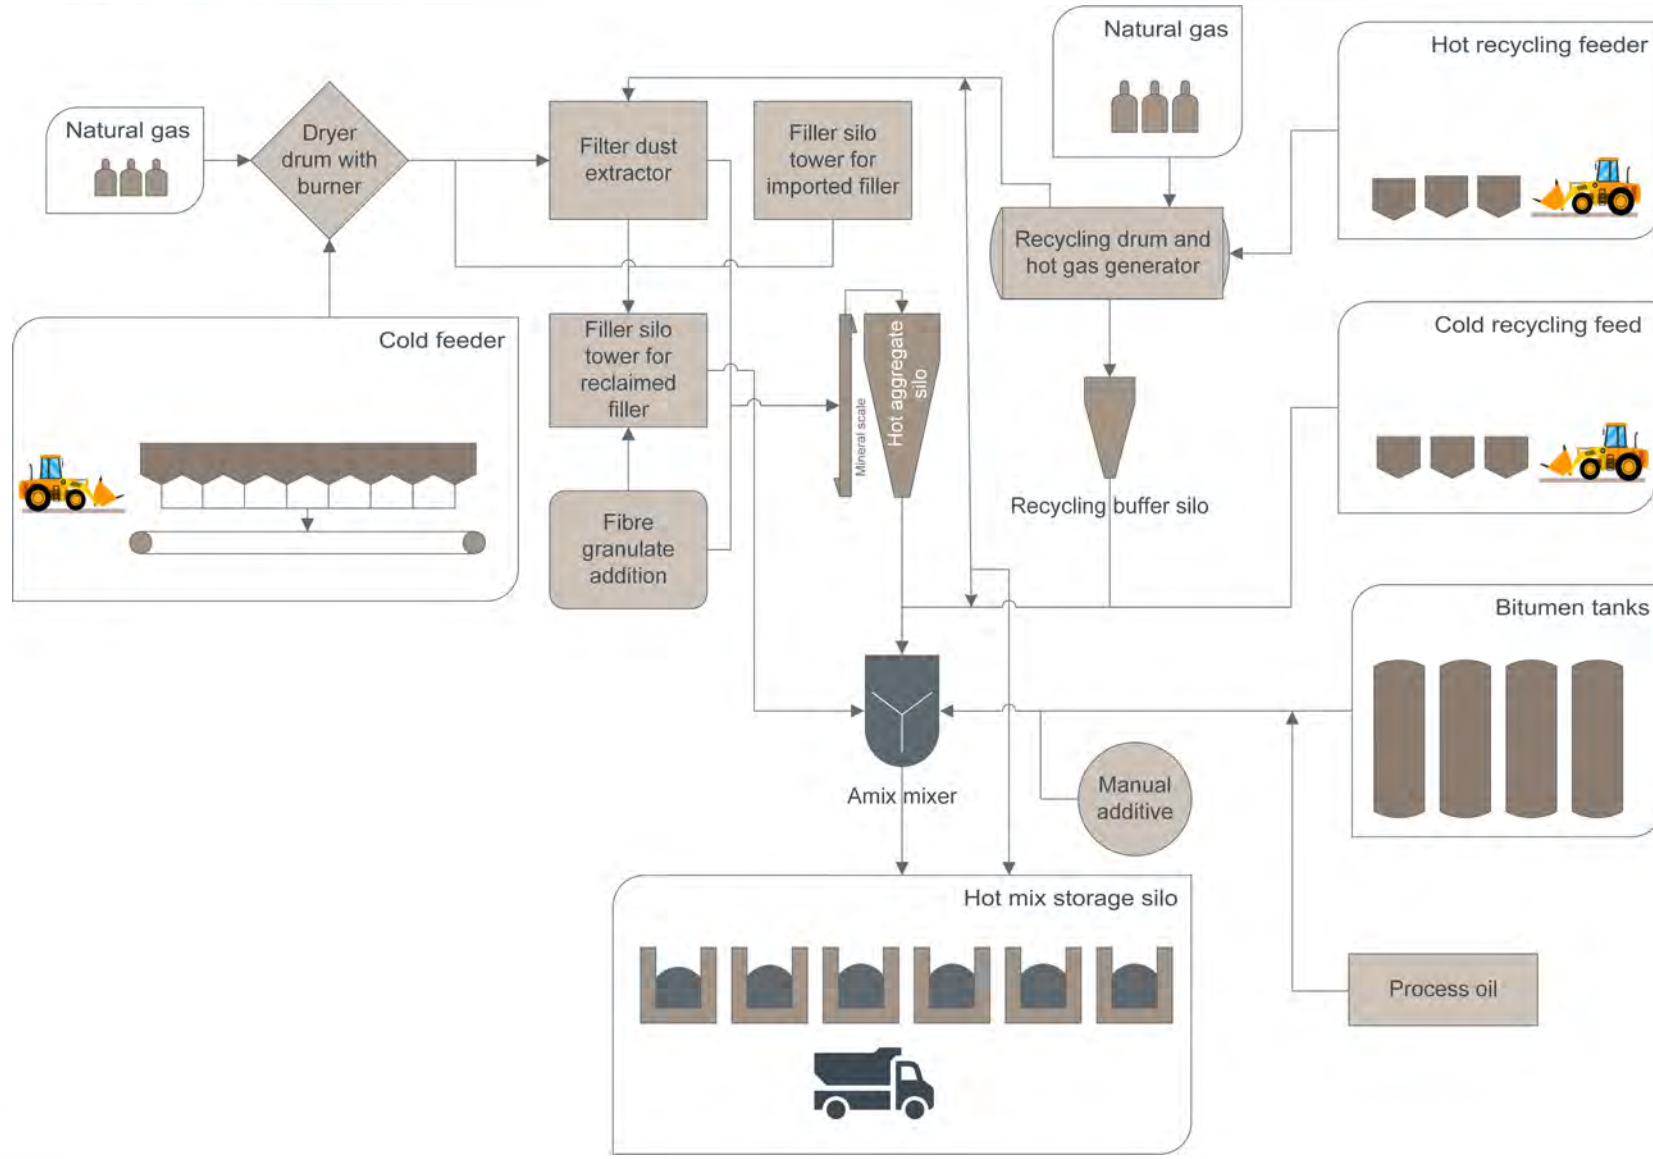 Natural gas
Hot recycling feeder
Natural gas
Dryer
drum with
burner
Filter dust
extractor
Filler silo
tower for
imported filler
Recycling drum and
hot gas generator
Cold feeder
Filler silo
tower for
reclaimed
filler
Mineral scale
Hot aggregate
silo
Cold recycling feed
Recycling buffer silo
Fibre
granulate
addition
Bitumen tanks
Amix mixer
Manual
additive
Hot mix storage silo
Process oil